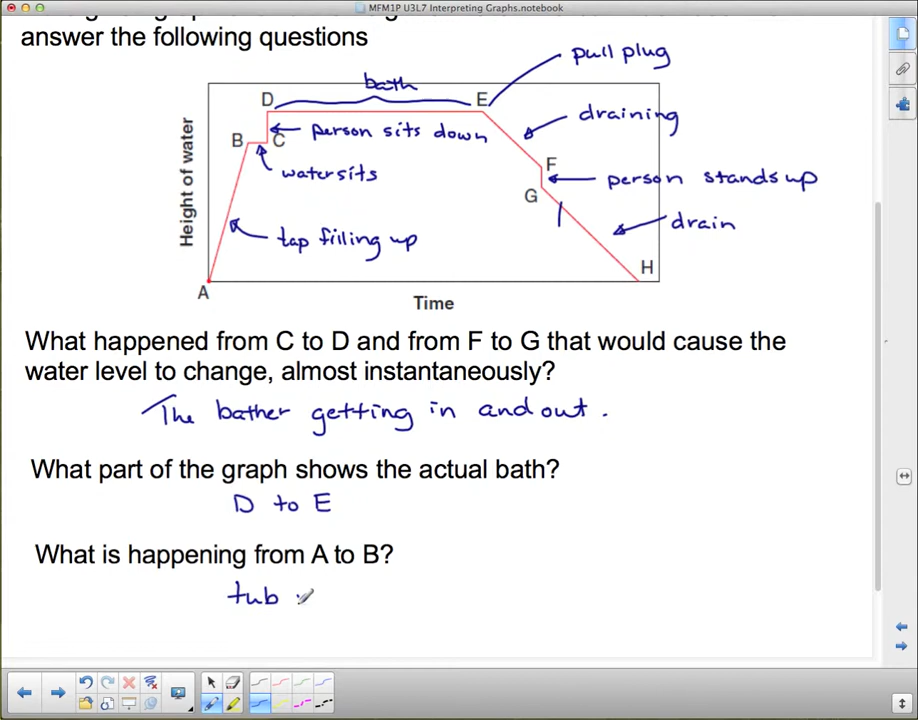 MFM1P U3L7 Interpreting Graphs.notebook
answer the following questions
pull plug
bath
D
E
draining
B
C
person sits down
F
water sits
person stands up
G
drain
tap filling up
Height of water
H
A
Time
What happened from C to D and from F to G that would cause the
water level to change, almost instantaneously?
The bather getting in and out.
What part of the graph shows the actual bath?
D to E
What is happening from A to B?
tub